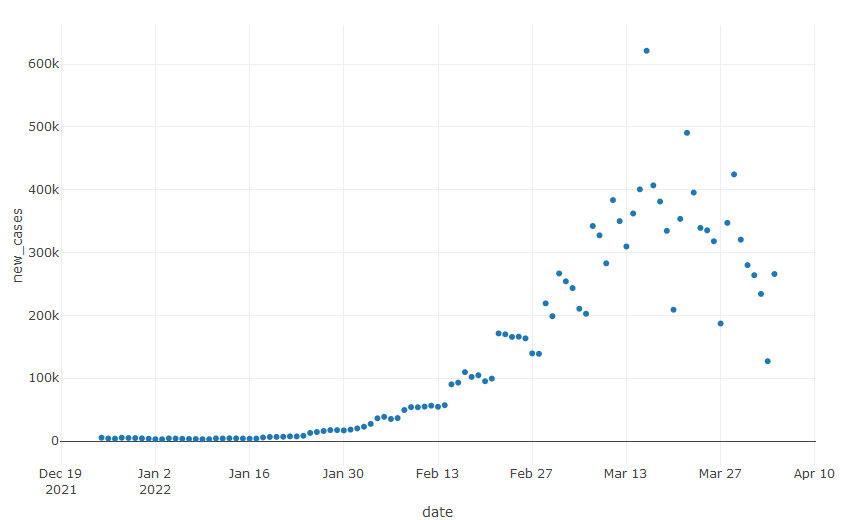 600k
500k
400k
300k
200k
100k
0
new_cases
Dec 19 Jan 2 Jan 16 Jan 30 Feb 13 Feb 27 Mar 13 Mar 27 Apr 10
2021 2022
date